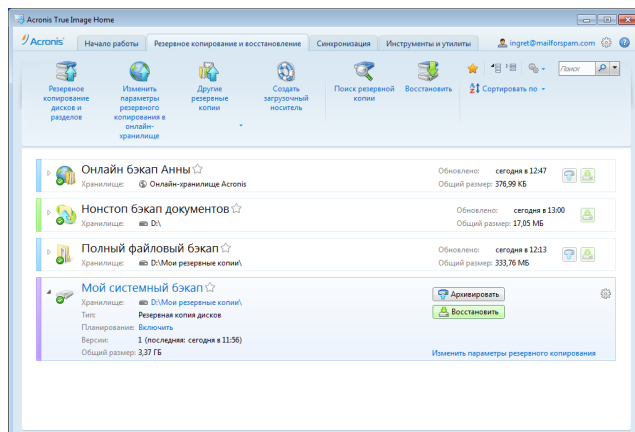 Acronis True Image Home
Acronis
Начало работы
Резервное копирование и восстановление
Синхронизация
Инструменты и утилиты
ingret@mailforspam.com
Резервное
копирование
дисков и
разделов
Изменить
параметры
резервного
копирования в
онлайн-
хранилище
Другие
резервные
копии
Создать
загрузочный
носитель
Поиск резервной
копии
Восстановить
Поиск
Сортировать по
Онлайн бэкап Анны
Хранилище: Онлайн-хранилище Acronis
Обновлено: сегодня в 12:47
Общий размер: 376,99 КБ
Нонстоп бэкап документов
Хранилище: D:\
Обновлено: сегодня в 13:00
Общий размер: 17,05 МБ
Полный файловый бэкап
Хранилище: D:\Мои резервные копии\
Обновлено: сегодня в 12:13
Общий размер: 333,76 МБ
Мой системный бэкап
Хранилище: D:\Мои резервные копии\
Тип: Резервная копия дисков
Планирование: Включить
Версии: 1 (последняя: сегодня в 11:56)
Общий размер: 3,37 ГБ
Архивировать
Восстановить
Изменить параметры резервного копирования